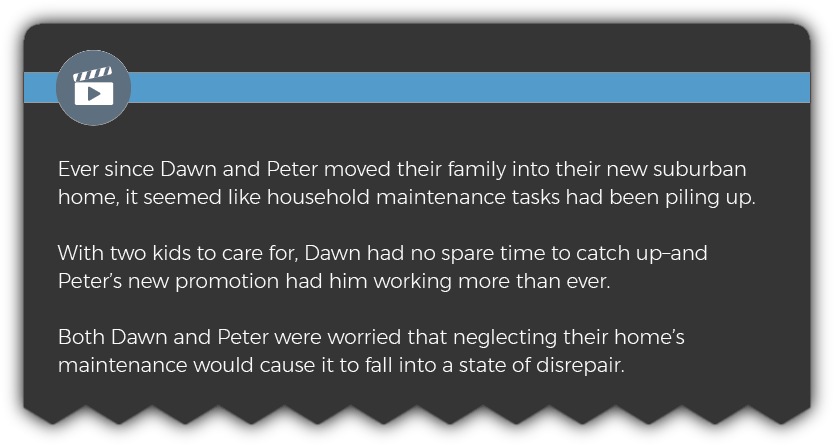 Ever since Dawn and Peter moved their family into their new suburban
home, it seemed like household maintenance tasks had been piling up.
With two kids to care for, Dawn had no spare time to catch up–and
Peter’s new promotion had him working more than ever.
Both Dawn and Peter were worried that neglecting their home’s
maintenance would cause it to fall into a state of disrepair.